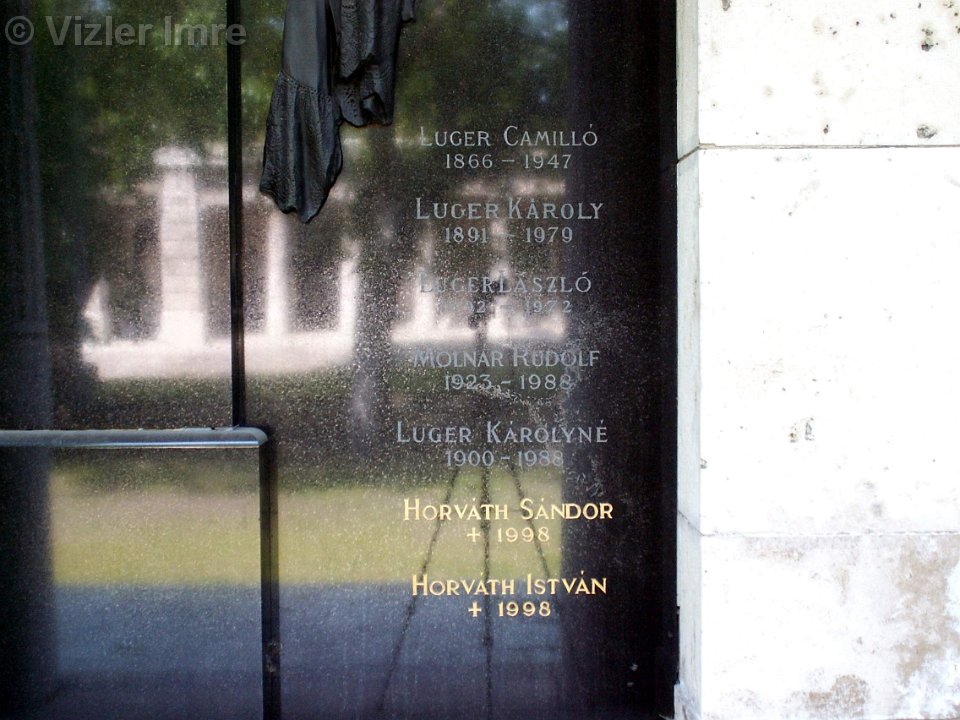 © Vizler Imre
LUGER CAMILLÓ
1866 – 1947
LUGER KÁROLY
1891 – 1979
LUGER LÁSZLÓ
1972
MOLNÁR RUDOLF
1923 - 1988
LUGER KÁROLYNÉ
1900 - 1988
HORVÁTH SÁNDOR
+ 1998
HORVÁTH ISTVÁN
+ 1998